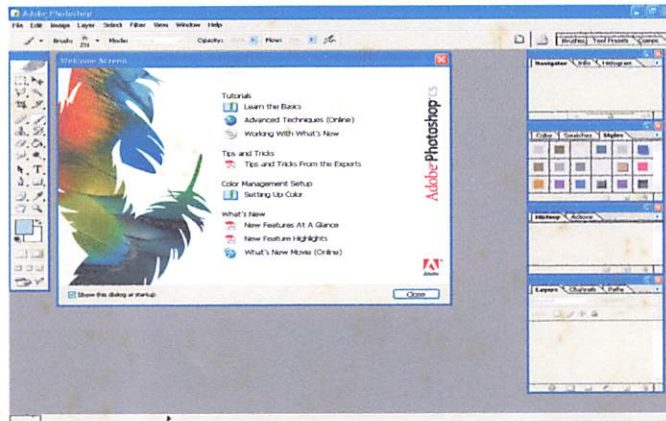 Adobe Photoshop
File Edit Image Layer Select Filter View Window Help
Brush: Mode: Opacity: Flow: Brushes Tool Presets Comps
Welcome Screen
Navigator Info Histogram
Tutorials
Learn the Basics
Advanced Techniques (Online)
Working With What's New
Tips and Tricks
Tips and Tricks From the Experts
Color Management Setup
Setting Up Color
What's New
New Features At A Glance
New Feature Highlights
What's New Movie (Online)
Adobe Photoshop CS
Adobe
Show this dialog at startup
Close
Color Swatches Styles
History Actions
Layers Channels Paths